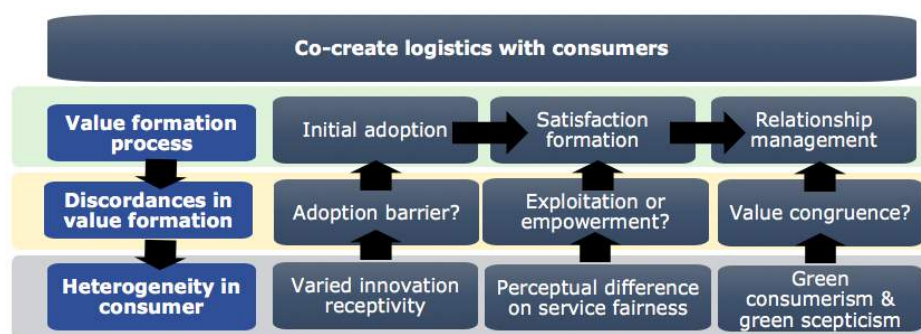 Co-create logistics with consumers
Value formation
process
Initial adoption
Satisfaction
formation
Relationship
management
Discordances in
value formation
Adoption barrier?
Exploitation or
empowerment?
Value congruence?
Heterogeneity in
consumer
Varied innovation
receptivity
Perceptual difference
on service fairness
Green
consumerism &
green scepticism